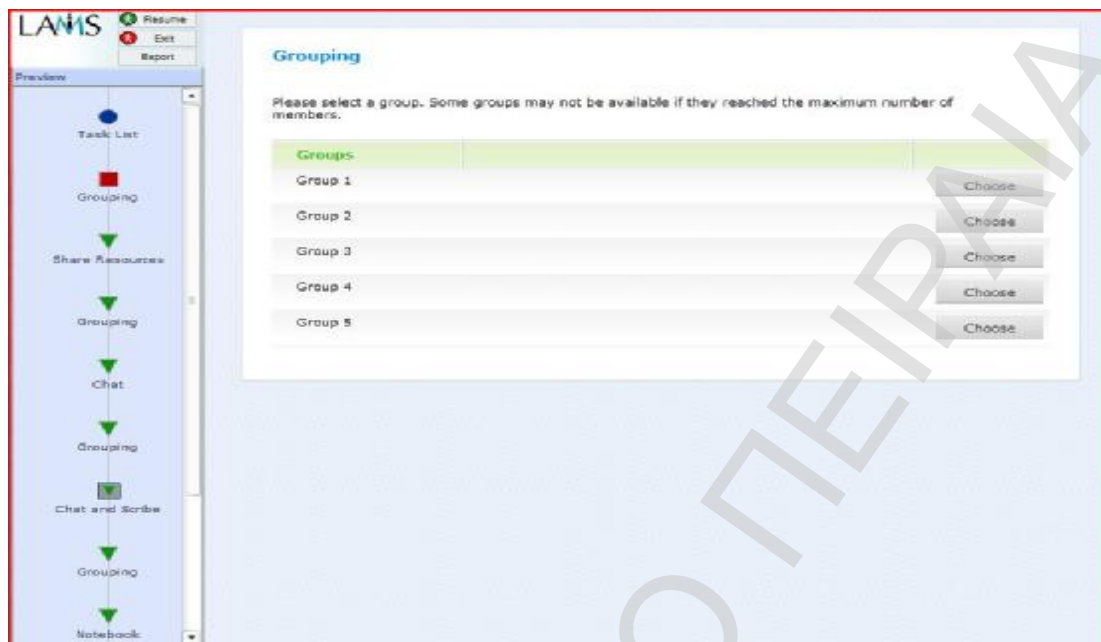 LAMS
Resume
Exit
Report
Preview
Task List
Grouping
Share Resources
Grouping
Chat
Grouping
Chat and Scribe
Grouping
Notebook
Grouping
Please select a group. Some groups may not be available if they reached the maximum number of
members.
Groups
Group 1 Choose
Group 2 Choose
Group 3 Choose
Group 4 Choose
Group 5 Choose
Ο ΠΕΙΡΑΙΑ